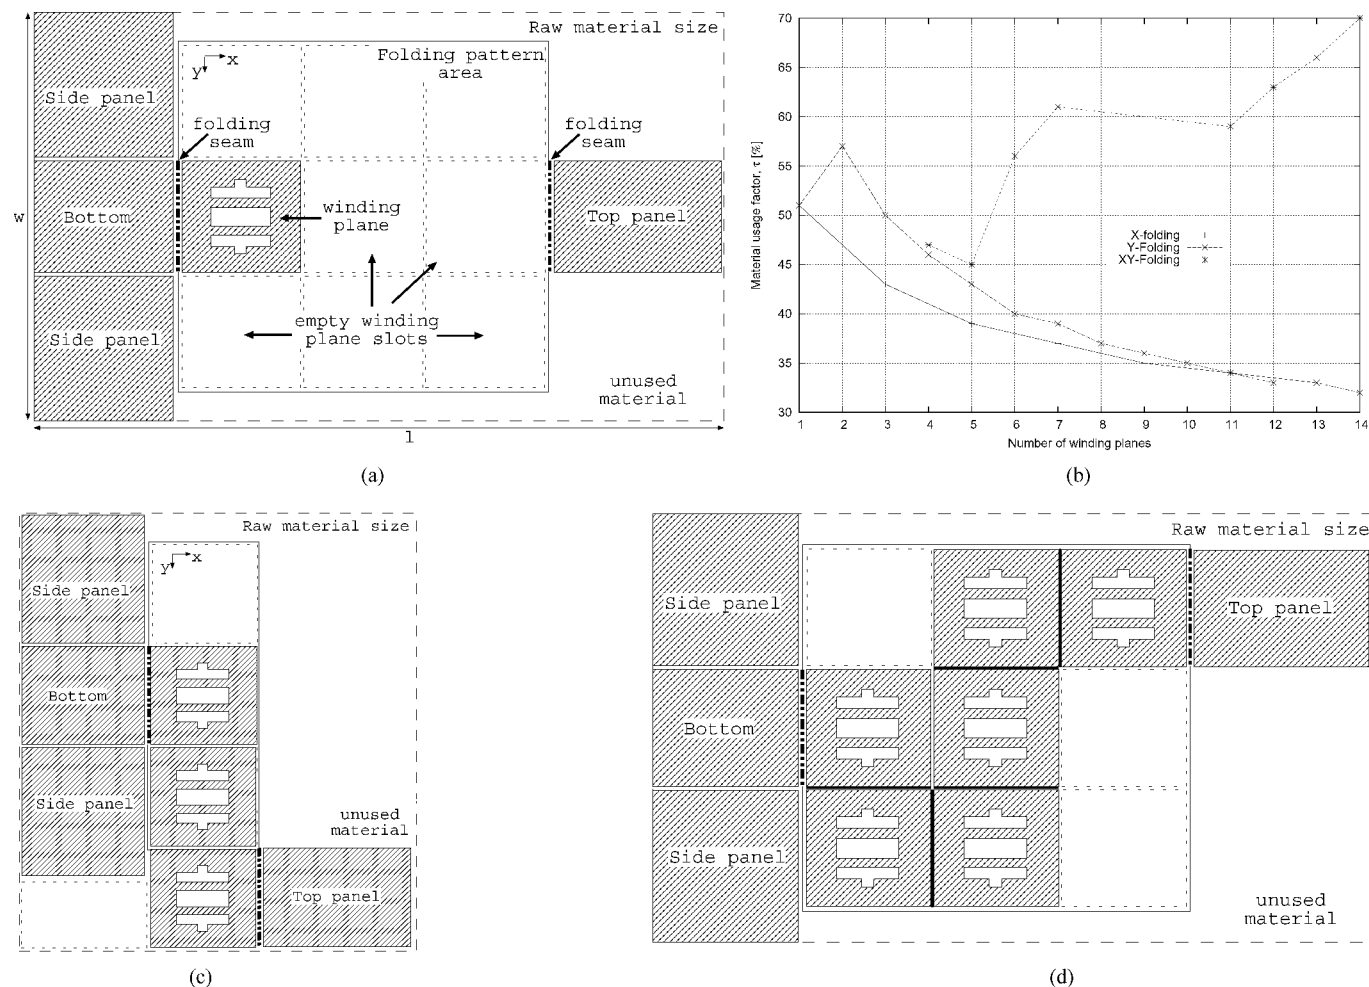 Raw material size
Folding pattern
area
x
y
Side panel
folding
seam
folding
seam
w
Bottom
winding
plane
Top panel
Side panel
empty winding
plane slots
unused
material
l
(a)
70
65
60
55
50
45
40
35
30
Material usage factor, τ [%]
X-folding
Y-Folding
XY-Folding
1 2 3 4 5 6 7 8 9 10 11 12 13 14
Number of winding planes
(b)
Raw material size
x
y
Side panel
Bottom
Side panel
unused
material
Top panel
(c)
Raw material size
Side panel
Top panel
Bottom
Side panel
unused
material
(d)